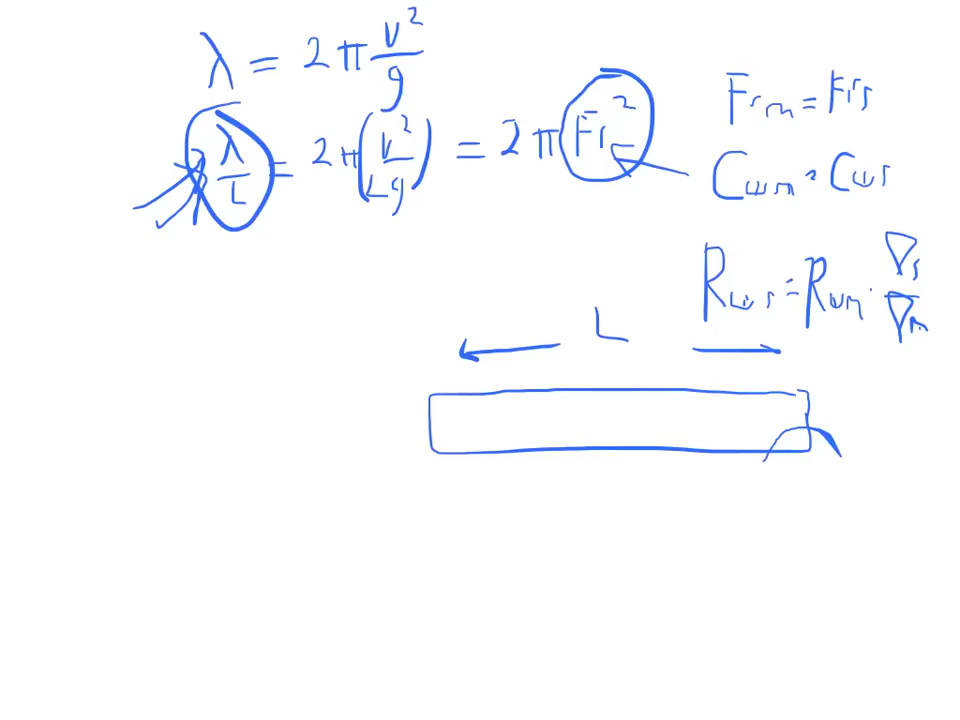 λ = 2π v²/g
λ/L = 2π(v²/Lg) = 2π Fr²
Frm = Frs
Cwm = Cws
Rws = Rwm · ∇s/∇m
L